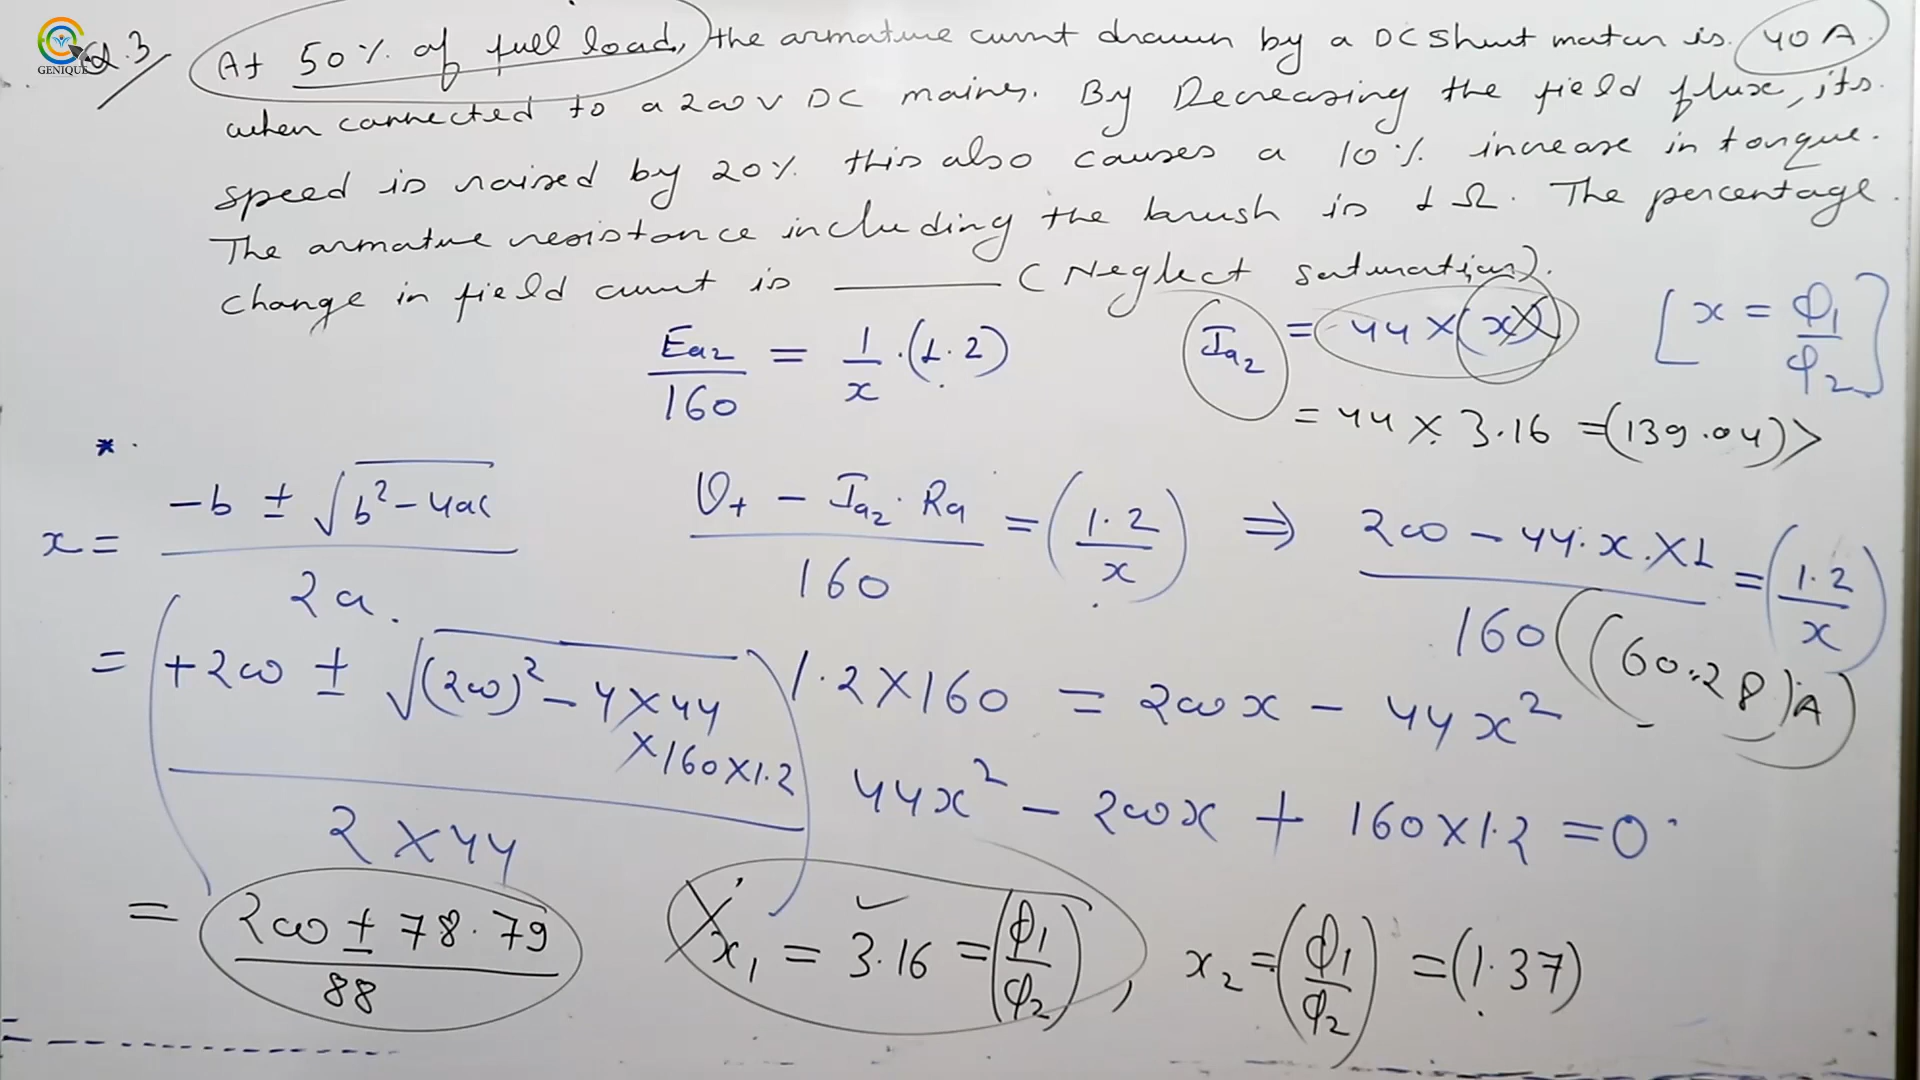 GENIQUE
Q.3 At 50% of full load, the armature currnt drawn by a DC shunt motor is 40A
when connected to a 200V DC mains. By Decreasing the field flux, its
speed is raised by 20% this also causes a 10% increase in torque.
The armature resistance including the brush is 1Ω. The percentage
change in field currnt is ______ (Neglect saturation).
Ea2/160 = 1/x · (1.2)
Ia2 = 44 × (x)
[x = φ1/φ2]
= 44 × 3.16 = (139.04) >
*
x = (-b ± √(b² - 4ac))/2a
(Vt - Ia2 · Ra)/160 = (1.2/x) ⇒ (200 - 44·x·×1)/160 = (1.2/x)
(60.28)A
= (+200 ± √((200)² - 4×44×160×1.2))/(2×44)
1.2×160 = 200x - 44x²
44x² - 200x + 160×1.2 = 0
= (200 ± 78.79)/88
x1 = 3.16 = (φ1/φ2), x2 = (φ1/φ2) = (1.37)